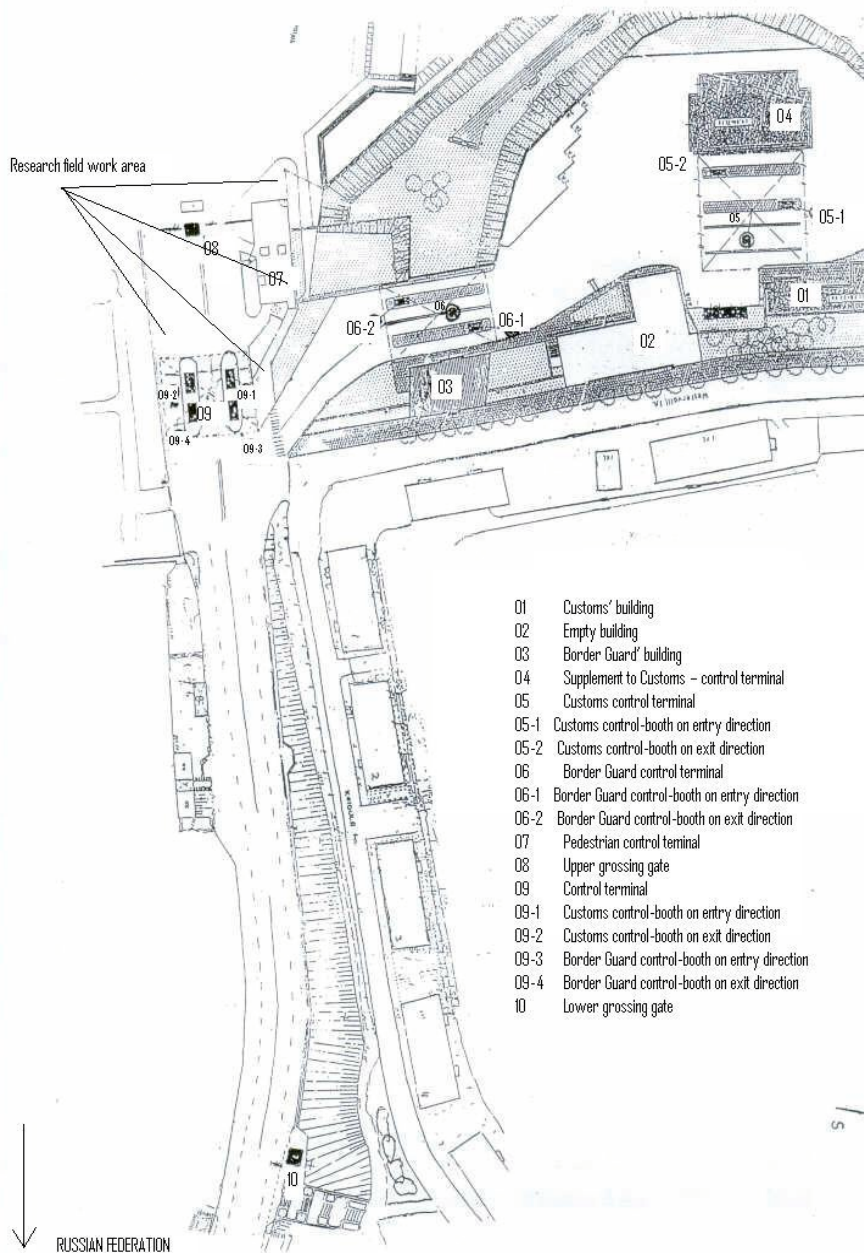 Research field work area
04
05-2
05
05-1
08
07
01
06
06-2
06-1
02
03
09-2
09-1
09
09-4
09-3
01 Customs' building
02 Empty building
03 Border Guard' building
04 Supplement to Customs – control terminal
05 Customs control terminal
05-1 Customs control-booth on entry direction
05-2 Customs control-booth on exit direction
06 Border Guard control terminal
06-1 Border Guard control-booth on entry direction
06-2 Border Guard control-booth on exit direction
07 Pedestrian control teminal
08 Upper grossing gate
09 Control terminal
09-1 Customs control-booth on entry direction
09-2 Customs control-booth on exit direction
09-3 Border Guard control-booth on entry direction
09-4 Border Guard control-booth on exit direction
10 Lower grossing gate
10
RUSSIAN FEDERATION